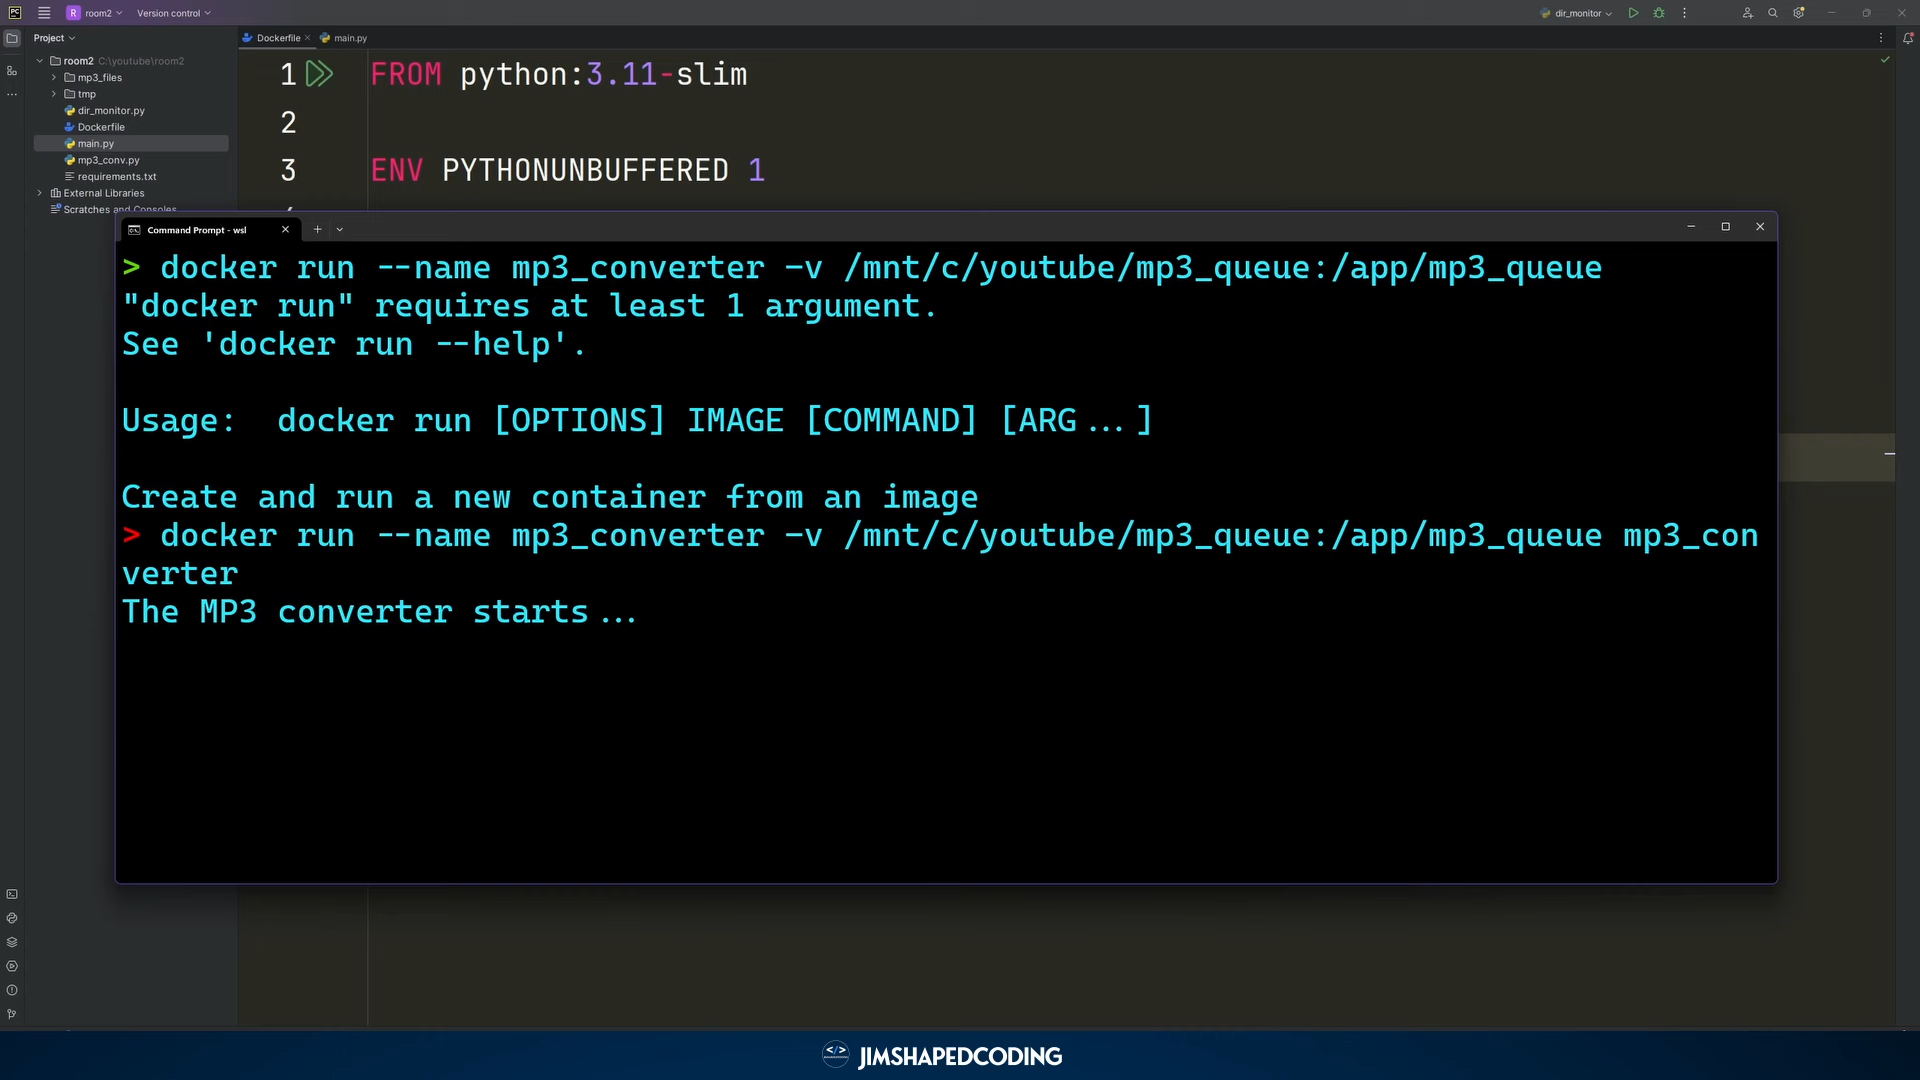 PC
R room2
Version control
dir_monitor
Project
Dockerfile
main.py
room2 C:\youtube\room2
mp3_files
tmp
dir_monitor.py
Dockerfile
main.py
mp3_conv.py
requirements.txt
External Libraries
Scratches and Consoles
1 FROM python:3.11-slim
2
3 ENV PYTHONUNBUFFERED 1
Command Prompt - wsl
> docker run --name mp3_converter -v /mnt/c/youtube/mp3_queue:/app/mp3_queue
"docker run" requires at least 1 argument.
See 'docker run --help'.
Usage:  docker run [OPTIONS] IMAGE [COMMAND] [ARG...]
Create and run a new container from an image
> docker run --name mp3_converter -v /mnt/c/youtube/mp3_queue:/app/mp3_queue mp3_con
verter
The MP3 converter starts...
</> JIMSHAPEDCODING